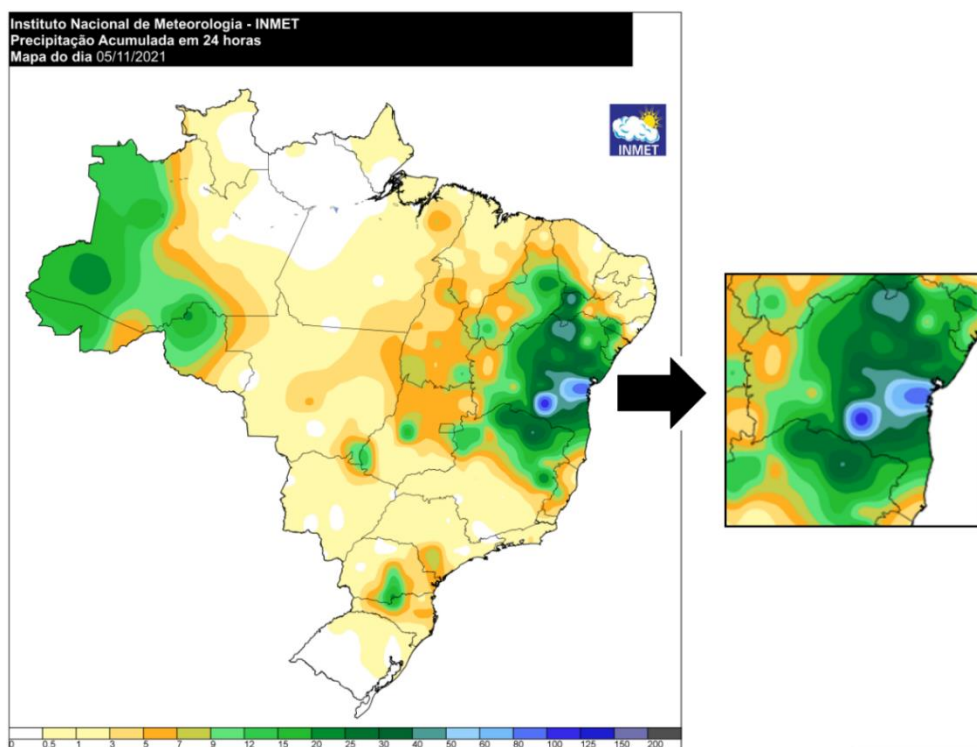 Instituto Nacional de Meteorologia - INMET
Precipitação Acumulada em 24 horas
Mapa do dia 05/11/2021
INMET
0 0.5 1 3 5 7 9 12 15 20 25 30 40 50 60 80 100 125 150 200